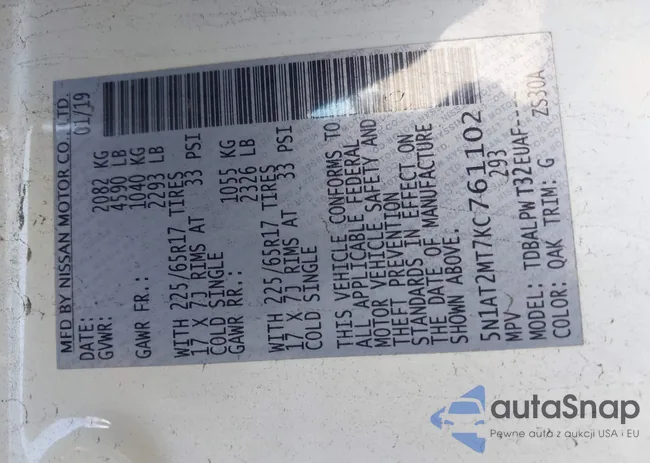 MFD BY NISSAN MOTOR CO., LTD.
DATE: 01/19
GVWR: 2082 KG
4590 LB
GAWR FR.: 1040 KG
2293 LB
WITH 225/65R17 TIRES
17 X 7J RIMS AT 33 PSI
COLD SINGLE
GAWR RR.: 1055 KG
2326 LB
WITH 225/65R17 TIRES
17 X 7J RIMS AT 33 PSI
COLD SINGLE
THIS VEHICLE CONFORMS TO
ALL APPLICABLE FEDERAL
MOTOR VEHICLE SAFETY AND
THEFT PREVENTION
STANDARDS IN EFFECT ON
THE DATE OF MANUFACTURE
SHOWN ABOVE.
5N1AT2MT7KC761102
MPV 293
MODEL: TDBALPWT32EUAF--
COLOR: QAK TRIM: G ZS30A
autaSnap
Pewne auta z aukcji USA i EU